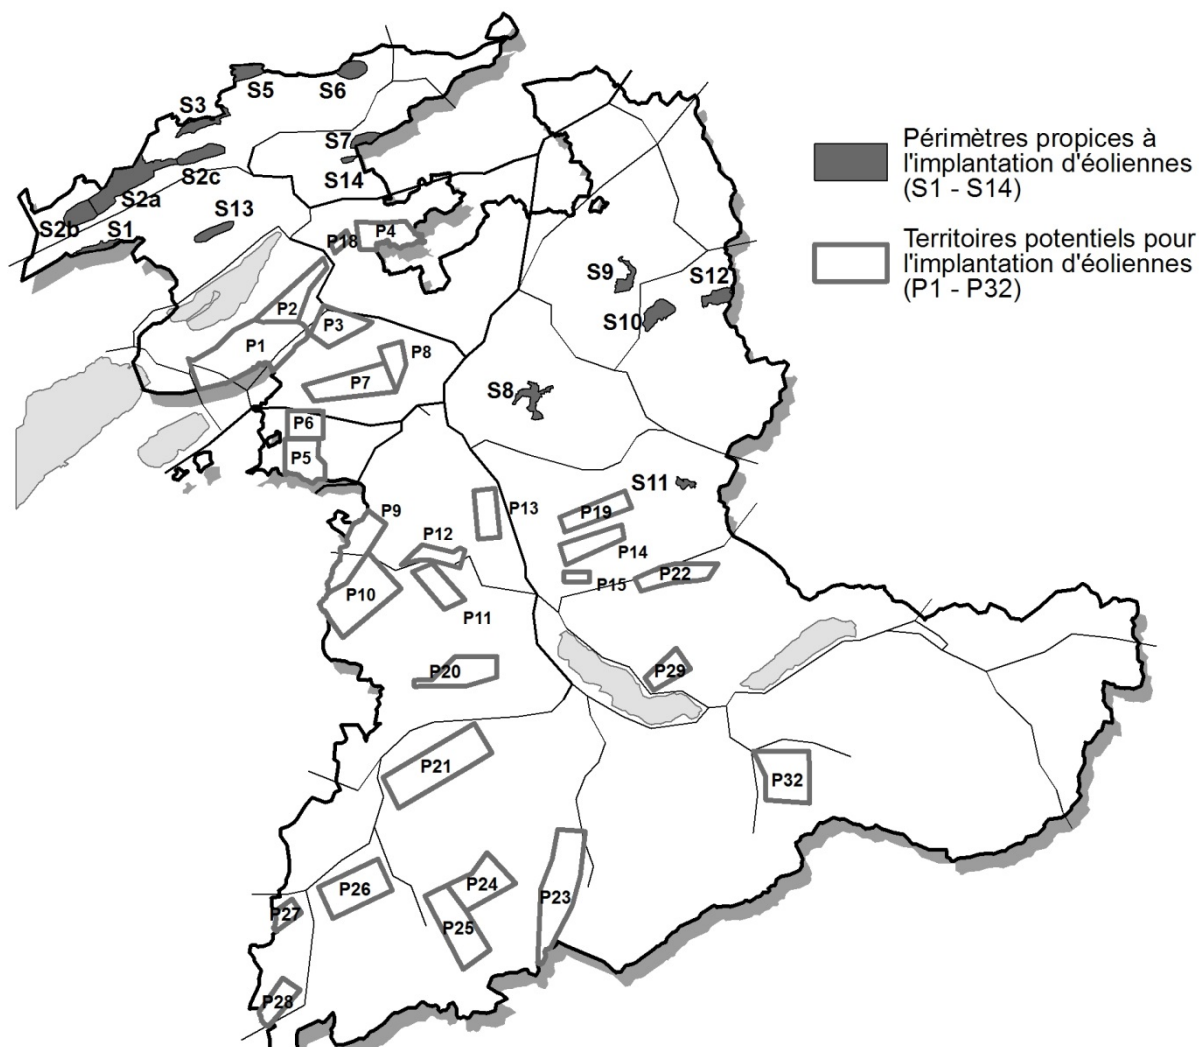 S5
S6
S3
S7
S14
S2c
S2a
S2b
S1
S13
P18
P4
S9
S12
S10
P2
P3
P1
P8
P7
S8
P6
P5
S11
P9
P13
P19
P12
P14
P15
P22
P10
P11
P20
P29
P21
P32
P26
P24
P23
P27
P25
P28
Périmètres propices à
l'implantation d'éoliennes
(S1 - S14)
Territoires potentiels pour
l'implantation d'éoliennes
(P1 - P32)